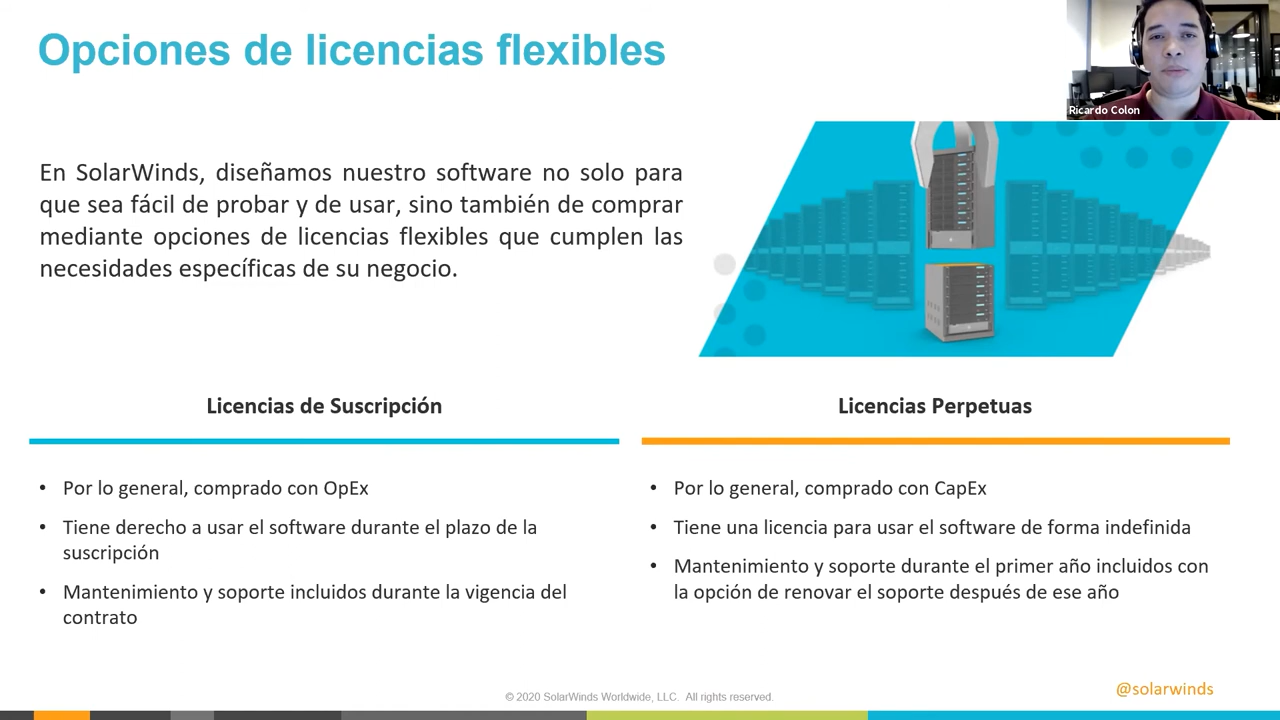 Opciones de licencias flexibles
Ricardo Colon
En SolarWinds, diseñamos nuestro software no solo para
que sea fácil de probar y de usar, sino también de comprar
mediante opciones de licencias flexibles que cumplen las
necesidades específicas de su negocio.
Licencias de Suscripción
• Por lo general, comprado con OpEx
• Tiene derecho a usar el software durante el plazo de la
suscripción
• Mantenimiento y soporte incluidos durante la vigencia del
contrato
Licencias Perpetuas
• Por lo general, comprado con CapEx
• Tiene una licencia para usar el software de forma indefinida
• Mantenimiento y soporte durante el primer año incluidos con
la opción de renovar el soporte después de ese año
© 2020 SolarWinds Worldwide, LLC. All rights reserved.
@solarwinds